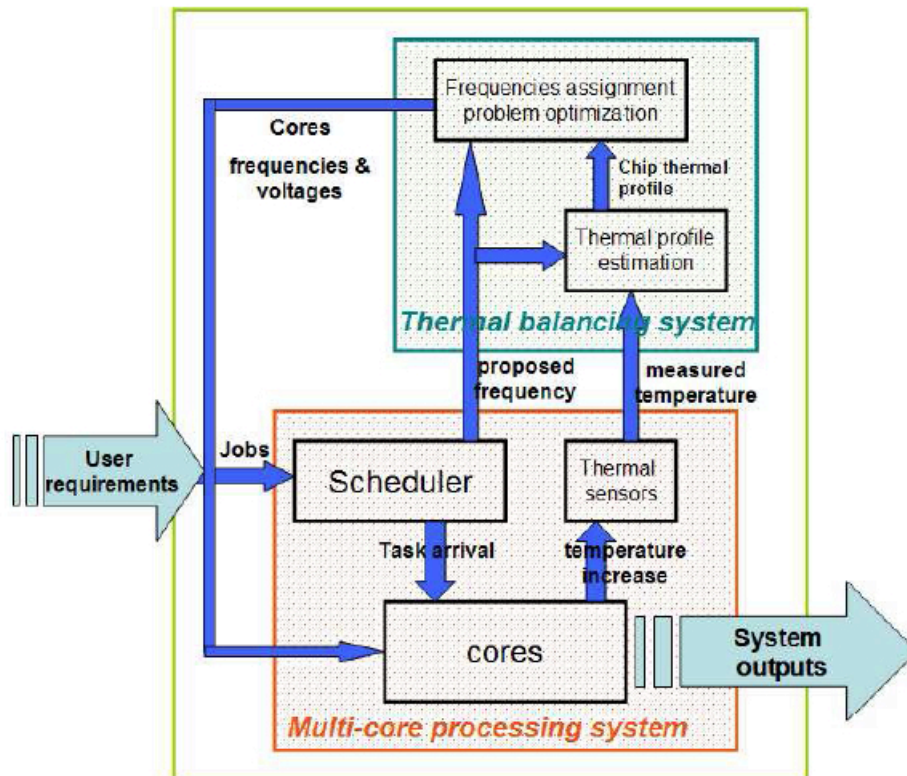 Frequencies assignment
problem optimization
Cores
frequencies &
voltages
Chip thermal
profile
Thermal profile
estimation
Thermal balancing system
proposed
frequency
measured
temperature
User
requirements
Jobs
Scheduler
Thermal
sensors
Task arrival
temperature
increase
cores
System
outputs
Multi-core processing system